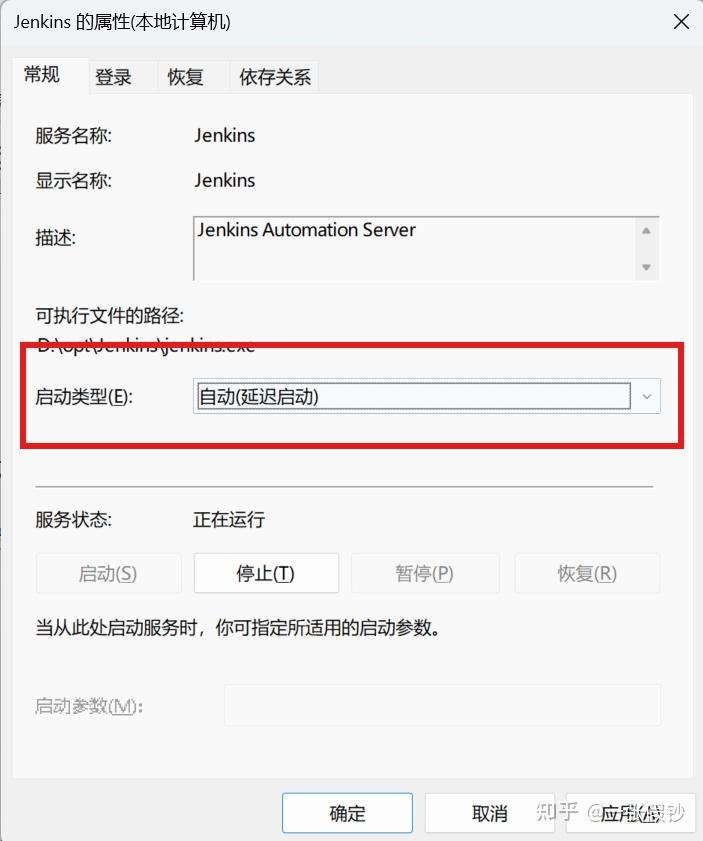 Jenkins 的属性(本地计算机)
常规 登录 恢复 依存关系
服务名称: Jenkins
显示名称: Jenkins
描述: Jenkins Automation Server
可执行文件的路径:
D:\opt\Jenkins\jenkins.exe
启动类型(E): 自动(延迟启动)
服务状态: 正在运行
启动(S) 停止(T) 暂停(P) 恢复(R)
当从此处启动服务时，你可指定所适用的启动参数。
启动参数(M):
确定 取消 应用(A)
知乎